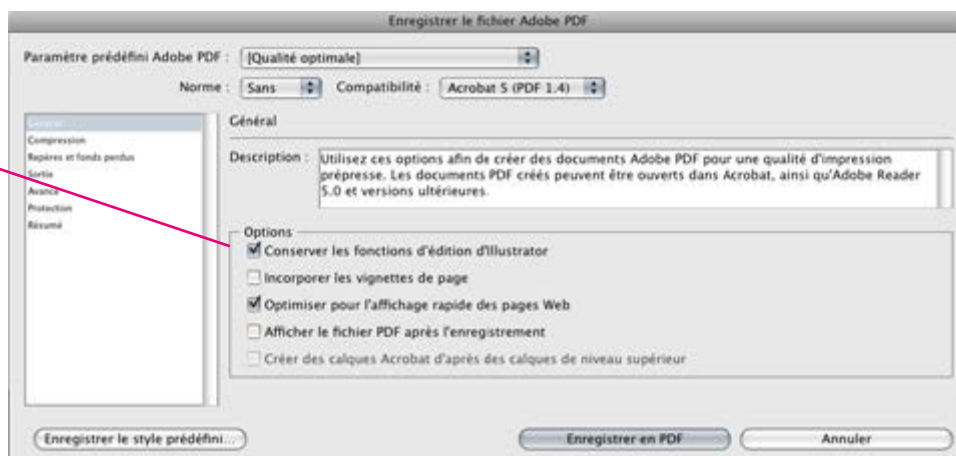 Enregistrer le fichier Adobe PDF
Paramètre prédéfini Adobe PDF : [Qualité optimale]
Norme : Sans Compatibilité : Acrobat 5 (PDF 1.4)
Général
Compression
Repères et fonds perdus
Sortie
Avancé
Protection
Résumé
Général
Description : Utilisez ces options afin de créer des documents Adobe PDF pour une qualité d'impression
prépresse. Les documents PDF créés peuvent être ouverts dans Acrobat, ainsi qu'Adobe Reader
5.0 et versions ultérieures.
Options
Conserver les fonctions d'édition d'Illustrator
Incorporer les vignettes de page
Optimiser pour l'affichage rapide des pages Web
Afficher le fichier PDF après l'enregistrement
Créer des calques Acrobat d'après des calques de niveau supérieur
Enregistrer le style prédéfini... Enregistrer en PDF Annuler